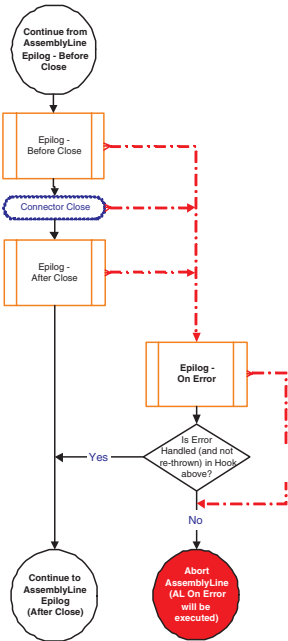 Continue from
AssemblyLine
Epilog - Before
Close
Epilog -
Before Close
Connector Close
Epilog -
After Close
Epilog -
On Error
Is Error
Handled (and not
re-thrown) in Hook
above?
Yes
No
Continue to
AssemblyLine
Epilog
(After Close)
Abort
AssemblyLine
(AL On Error
will be
executed)